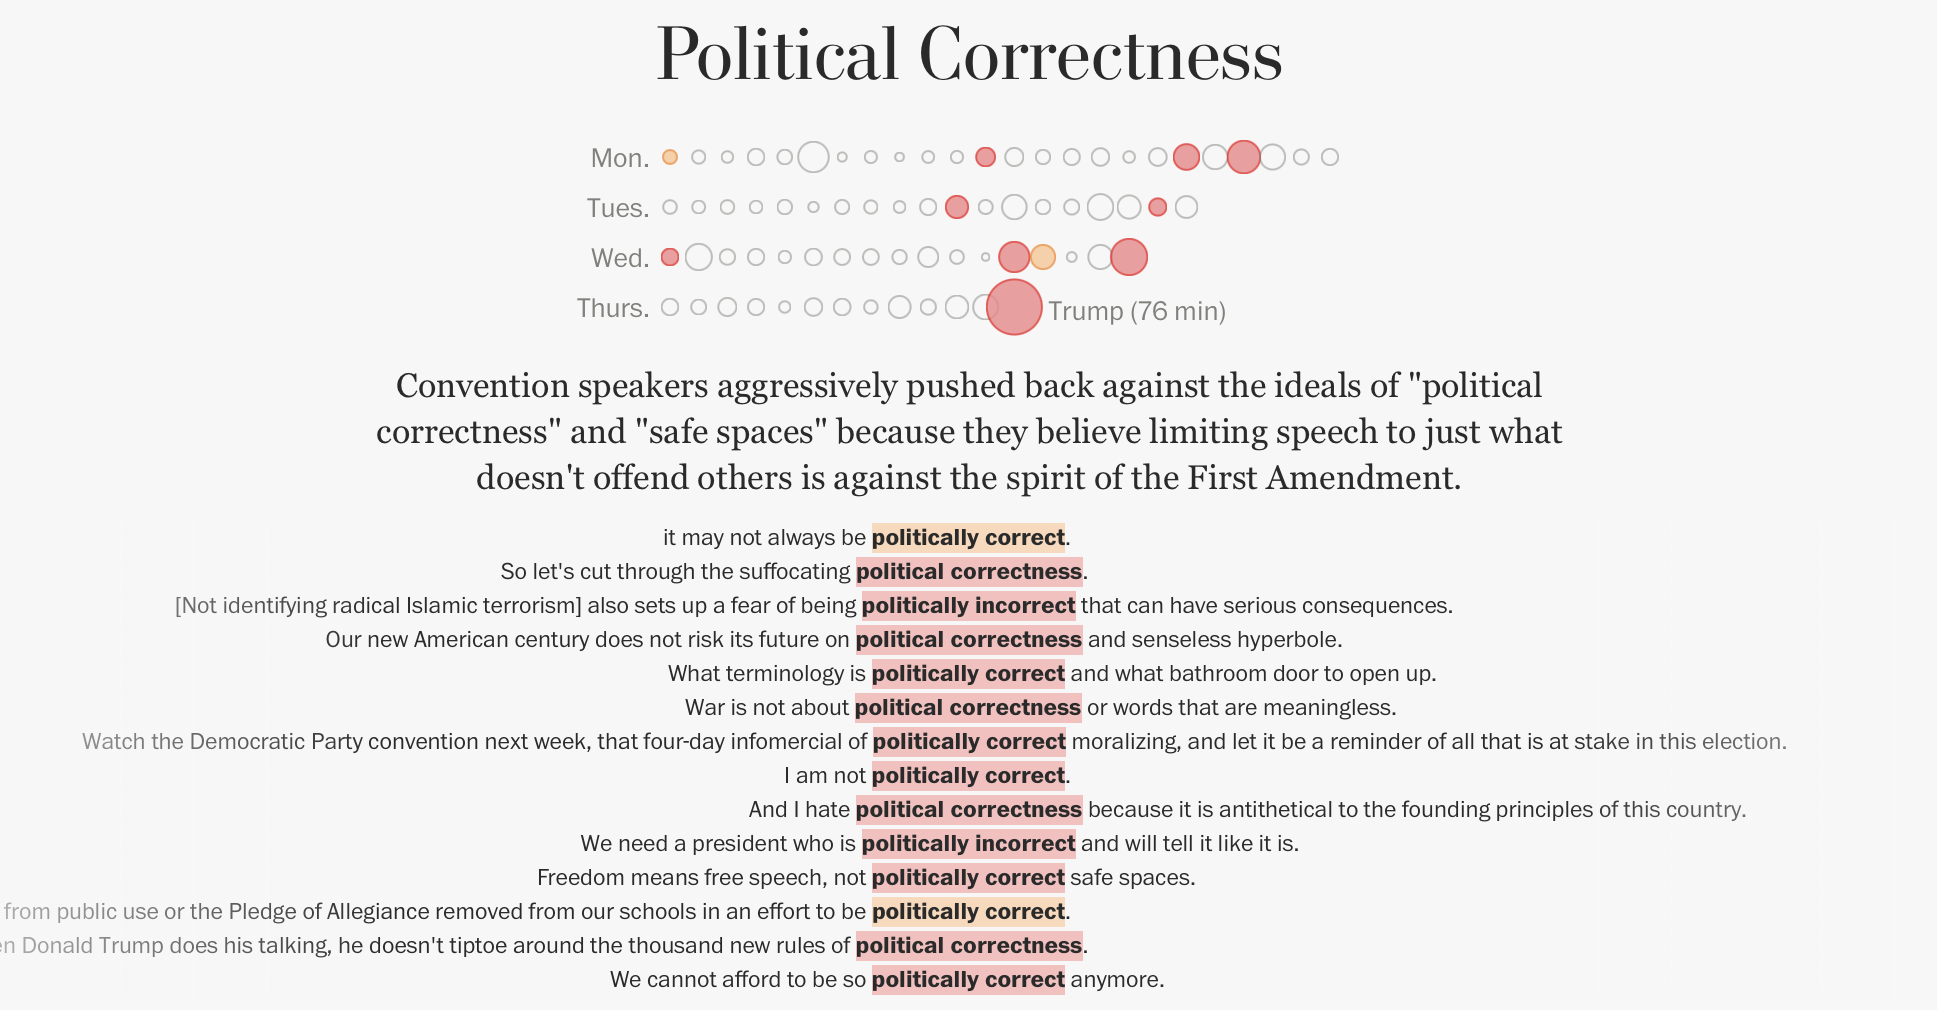 Political Correctness
Mon.
Tues.
Wed.
Thurs.
Trump (76 min)
Convention speakers aggressively pushed back against the ideals of "political
correctness" and "safe spaces" because they believe limiting speech to just what
doesn't offend others is against the spirit of the First Amendment.
it may not always be politically correct.
So let's cut through the suffocating political correctness.
[Not identifying radical Islamic terrorism] also sets up a fear of being politically incorrect that can have serious consequences.
Our new American century does not risk its future on political correctness and senseless hyperbole.
What terminology is politically correct and what bathroom door to open up.
War is not about political correctness or words that are meaningless.
Watch the Democratic Party convention next week, that four-day infomercial of politically correct moralizing, and let it be a reminder of all that is at stake in this election.
I am not politically correct.
And I hate political correctness because it is antithetical to the founding principles of this country.
We need a president who is politically incorrect and will tell it like it is.
Freedom means free speech, not politically correct safe spaces.
from public use or the Pledge of Allegiance removed from our schools in an effort to be politically correct.
en Donald Trump does his talking, he doesn't tiptoe around the thousand new rules of political correctness.
We cannot afford to be so politically correct anymore.